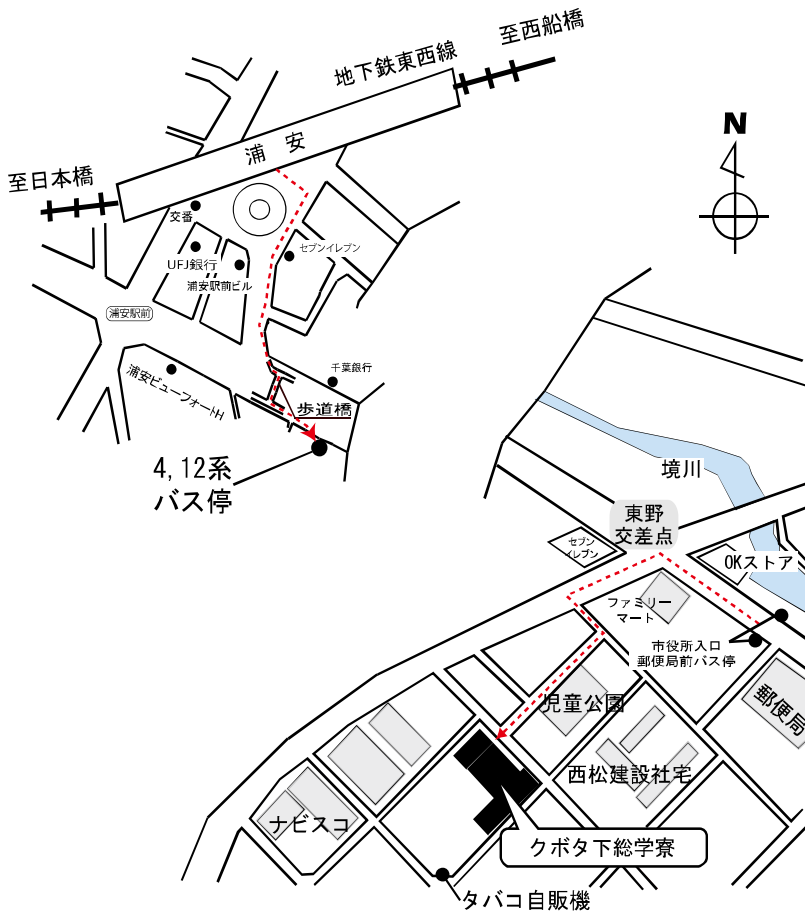 至西船橋
地下鉄東西線
浦安
至日本橋
N
交番
UFJ銀行
浦安駅前ビル
セブンイレブン
浦安駅前
浦安ビューフォートH
千葉銀行
歩道橋
4,12系
バス停
境川
東野
交差点
セブン
イレブン
OKストア
ファミリー
マート
市役所入口
郵便局前バス停
郵便局
児童公園
西松建設社宅
ナビスコ
クボタ下総学寮
タバコ自販機